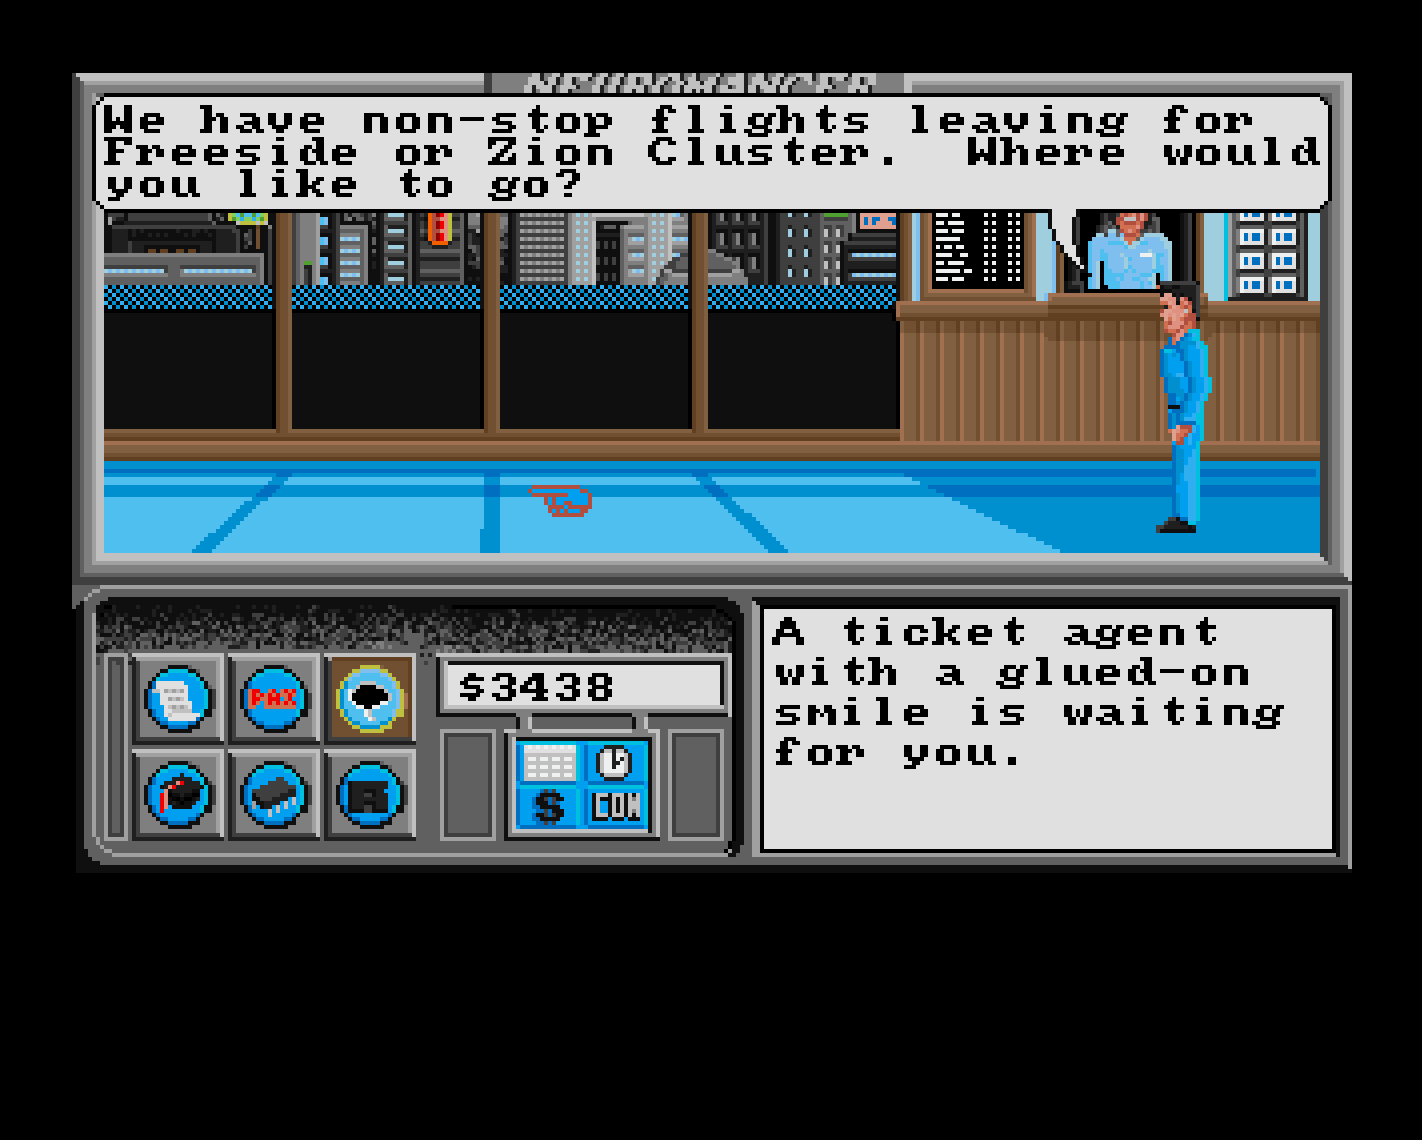 We have non-stop flights leaving for
Freeside or Zion Cluster.  Where would
you like to go?
PAX
$3438
$
A ticket agent
with a glued-on
smile is waiting
for you.